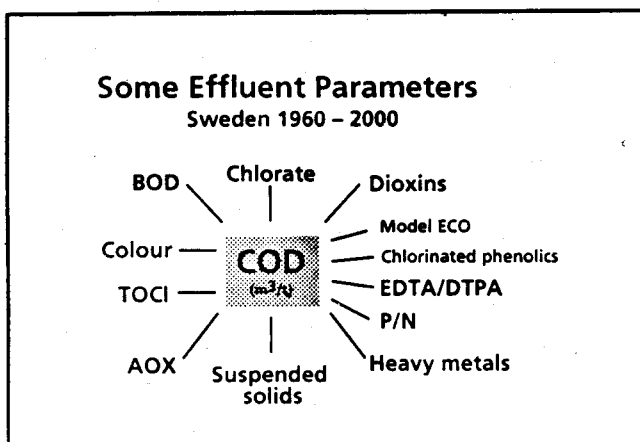 Some Effluent Parameters
Sweden 1960 – 2000
BOD
Chlorate
Dioxins
Model ECO
Colour
COD
Chlorinated phenolics
(m³/t)
EDTA/DTPA
TOCl
P/N
AOX
Suspended
solids
Heavy metals